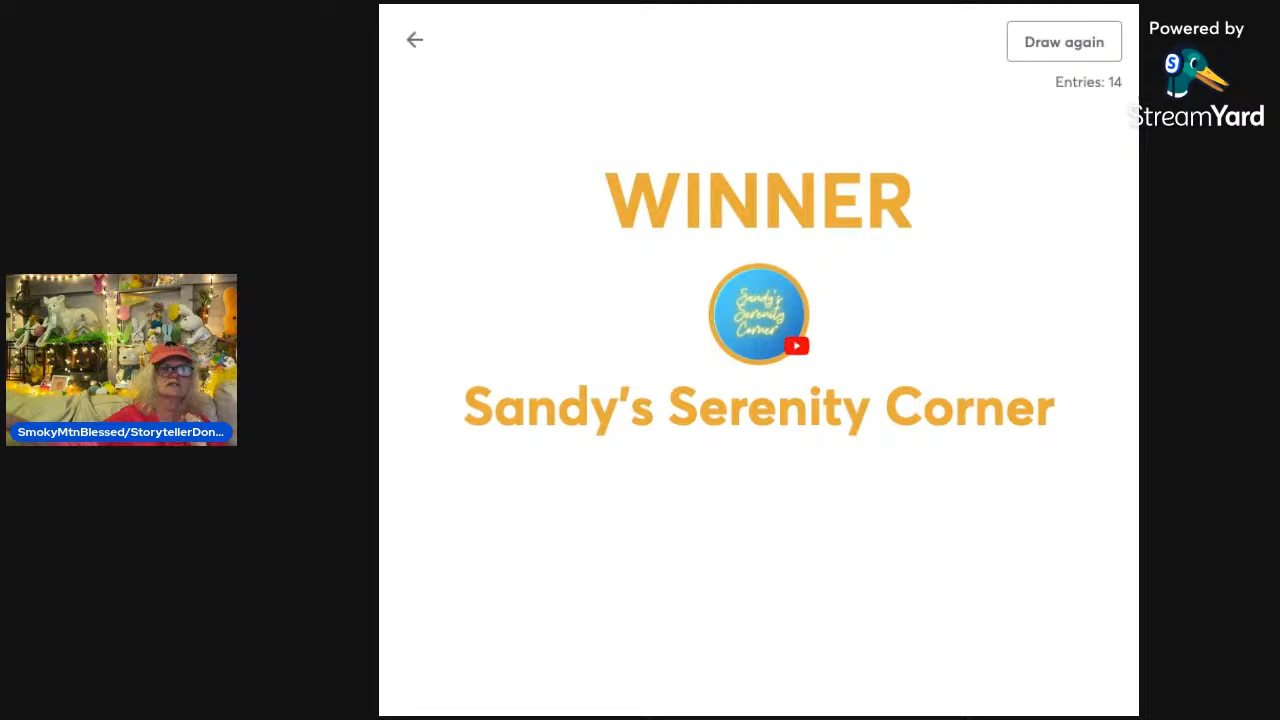 Draw again
Entries: 14
Powered by
S
StreamYard
WINNER
Sandy's
Serenity
Corner
Sandy's Serenity Corner
SmokyMtnBlessed/StorytellerDon...